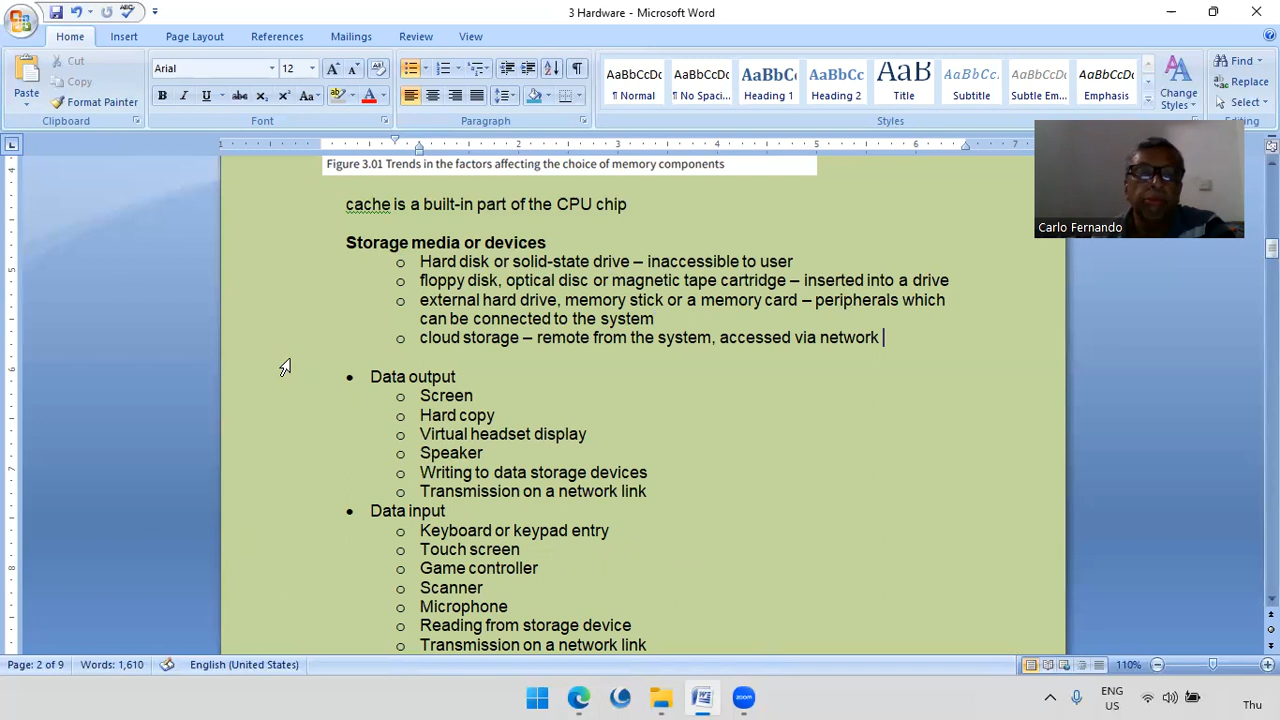 3 Hardware - Microsoft Word
Home Insert Page Layout References Mailings Review View
Paste
Cut
Copy
Format Painter
Clipboard
Arial 12
Font
Paragraph
AaBbCcDc AaBbCcDc AaBbC AaBbCc AaB AaBbCc. AaBbCcDc AaBbCcDc
¶ Normal ¶ No Spaci... Heading 1 Heading 2 Title Subtitle Subtle Em... Emphasis
Change Styles
Styles
Find
Replace
Select
Editing
Figure 3.01 Trends in the factors affecting the choice of memory components
Carlo Fernando
cache is a built-in part of the CPU chip
Storage media or devices
o Hard disk or solid-state drive – inaccessible to user
o floppy disk, optical disc or magnetic tape cartridge – inserted into a drive
o external hard drive, memory stick or a memory card – peripherals which
can be connected to the system
o cloud storage – remote from the system, accessed via network
• Data output
o Screen
o Hard copy
o Virtual headset display
o Speaker
o Writing to data storage devices
o Transmission on a network link
• Data input
o Keyboard or keypad entry
o Touch screen
o Game controller
o Scanner
o Microphone
o Reading from storage device
o Transmission on a network link
Page: 2 of 9 Words: 1,610 English (United States) 110%
zoom
ENG
US
Thu